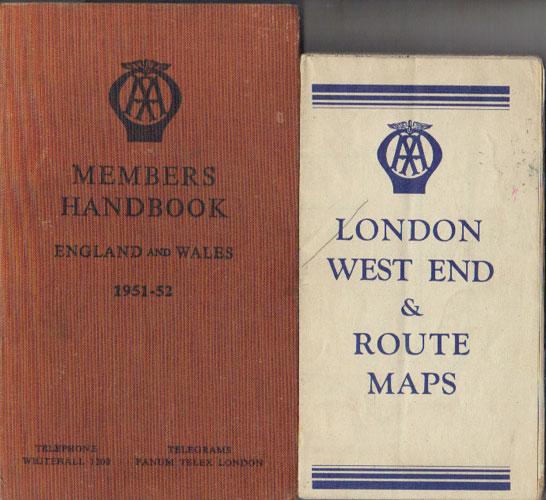 AA
MEMBERS
HANDBOOK
ENGLAND AND WALES
1951-52
TELEPHONE
WHITEHALL 1200
TELEGRAMS
FANUM TELEX LONDON
AA
LONDON
WEST END
&
ROUTE
MAPS